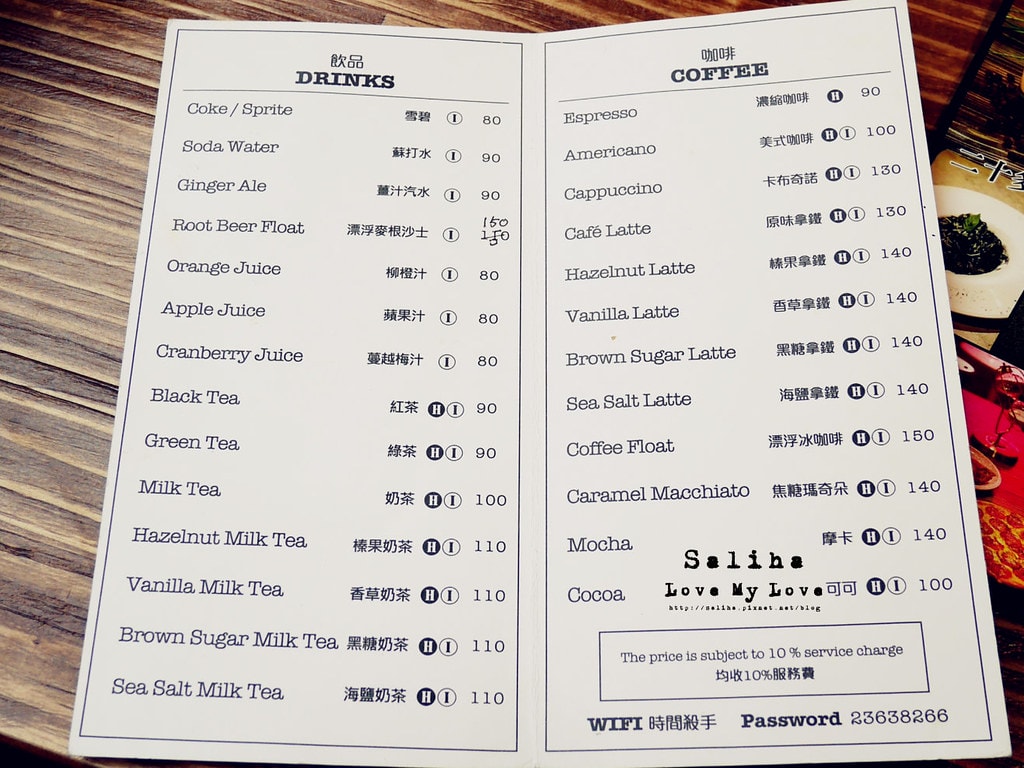 飲品
DRINKS
Coke / Sprite 雪碧 I 80
Soda Water 蘇打水 I 90
Ginger Ale 薑汁汽水 I 90
Root Beer Float 漂浮麥根沙士 I 150
Orange Juice 柳橙汁 I 80
Apple Juice 蘋果汁 I 80
Cranberry Juice 蔓越梅汁 I 80
Black Tea 紅茶 H I 90
Green Tea 綠茶 H I 90
Milk Tea 奶茶 H I 100
Hazelnut Milk Tea 榛果奶茶 H I 110
Vanilla Milk Tea 香草奶茶 H I 110
Brown Sugar Milk Tea 黑糖奶茶 H I 110
Sea Salt Milk Tea 海鹽奶茶 H I 110
咖啡
COFFEE
Espresso 濃縮咖啡 H 90
Americano 美式咖啡 H I 100
Cappuccino 卡布奇諾 H I 130
Café Latte 原味拿鐵 H I 130
Hazelnut Latte 榛果拿鐵 H I 140
Vanilla Latte 香草拿鐵 H I 140
Brown Sugar Latte 黑糖拿鐵 H I 140
Sea Salt Latte 海鹽拿鐵 H I 140
Coffee Float 漂浮冰咖啡 H I 150
Caramel Macchiato 焦糖瑪奇朵 H I 140
Mocha 摩卡 H I 140
Cocoa 可可 H I 100
Saliha
Love My Love
http://saliha.pixnet.net/blog
The price is subject to 10 % service charge
均收10%服務費
WIFI 時間殺手 Password 23638266